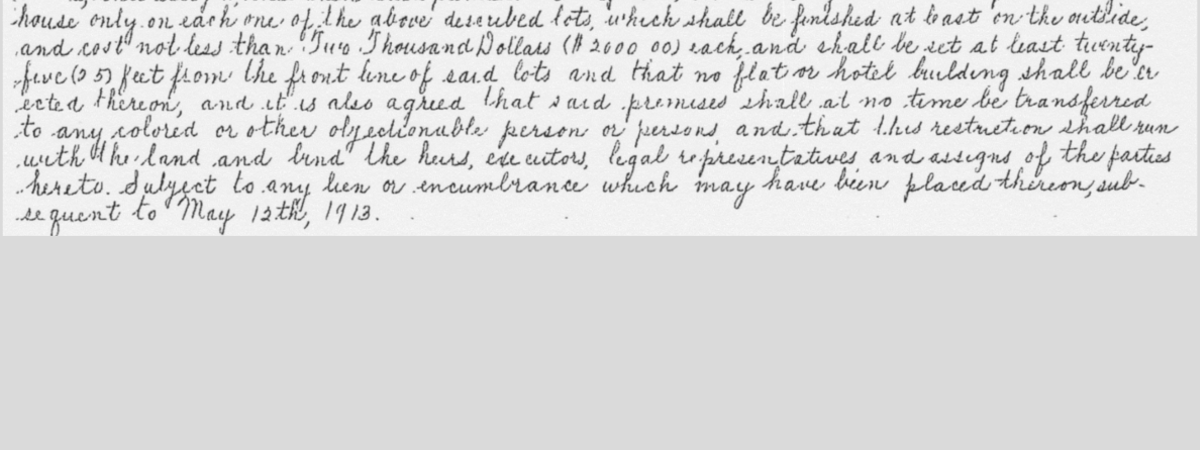 house only on each one of the above described lots, which shall be finished at least on the outside,
and cost not less than Two Thousand Dollars ($ 2000 00) each, and shall be set at least twenty-
five (25) feet from the front line of said lots and that no flat or hotel building shall be er
ected thereon, and it is also agreed that said premises shall at no time be transferred
to any colored or other objectionable person or persons, and that this restriction shall run
with the land and bind the heirs, executors, legal representatives and assigns of the parties
hereto. Subject to any lien or encumbrance which may have been placed thereon, sub-
sequent to May 12th, 1913.